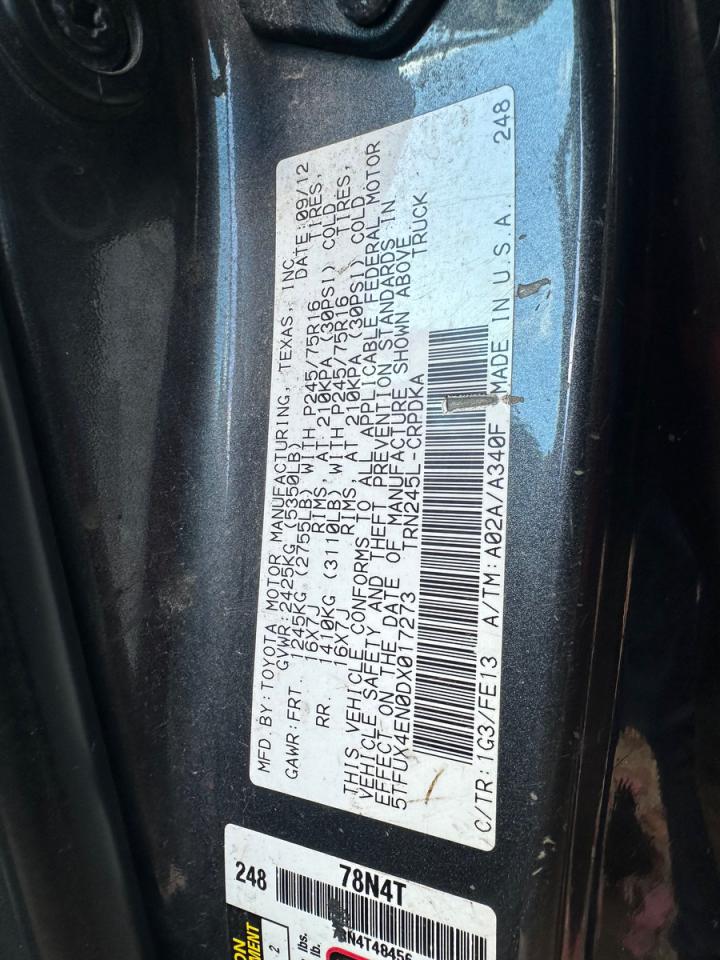 MFD. BY: TOYOTA MOTOR MANUFACTURING, TEXAS, INC. DATE: 09/12
GVWR: 2425KG (5350LB)
GAWR: FRT. 1245KG (2755LB) WITH P245/75R16 TIRES,
16X7J RIMS, AT 210KPA (30PSI) COLD
RR. 1410KG (3110LB) WITH P245/75R16 TIRES,
16X7J RIMS, AT 210KPA (30PSI) COLD
THIS VEHICLE CONFORMS TO ALL APPLICABLE FEDERAL MOTOR
VEHICLE SAFETY AND THEFT PREVENTION STANDARDS IN
EFFECT ON THE DATE OF MANUFACTURE SHOWN ABOVE
5TFUX4EN0DX017273 TRN245L-CRPDKA TRUCK
C/TR: 1G3/FE13 A/TM: A02A/A340F MADE IN U.S.A. 248
248 78N4T
lbs.
lb.
2